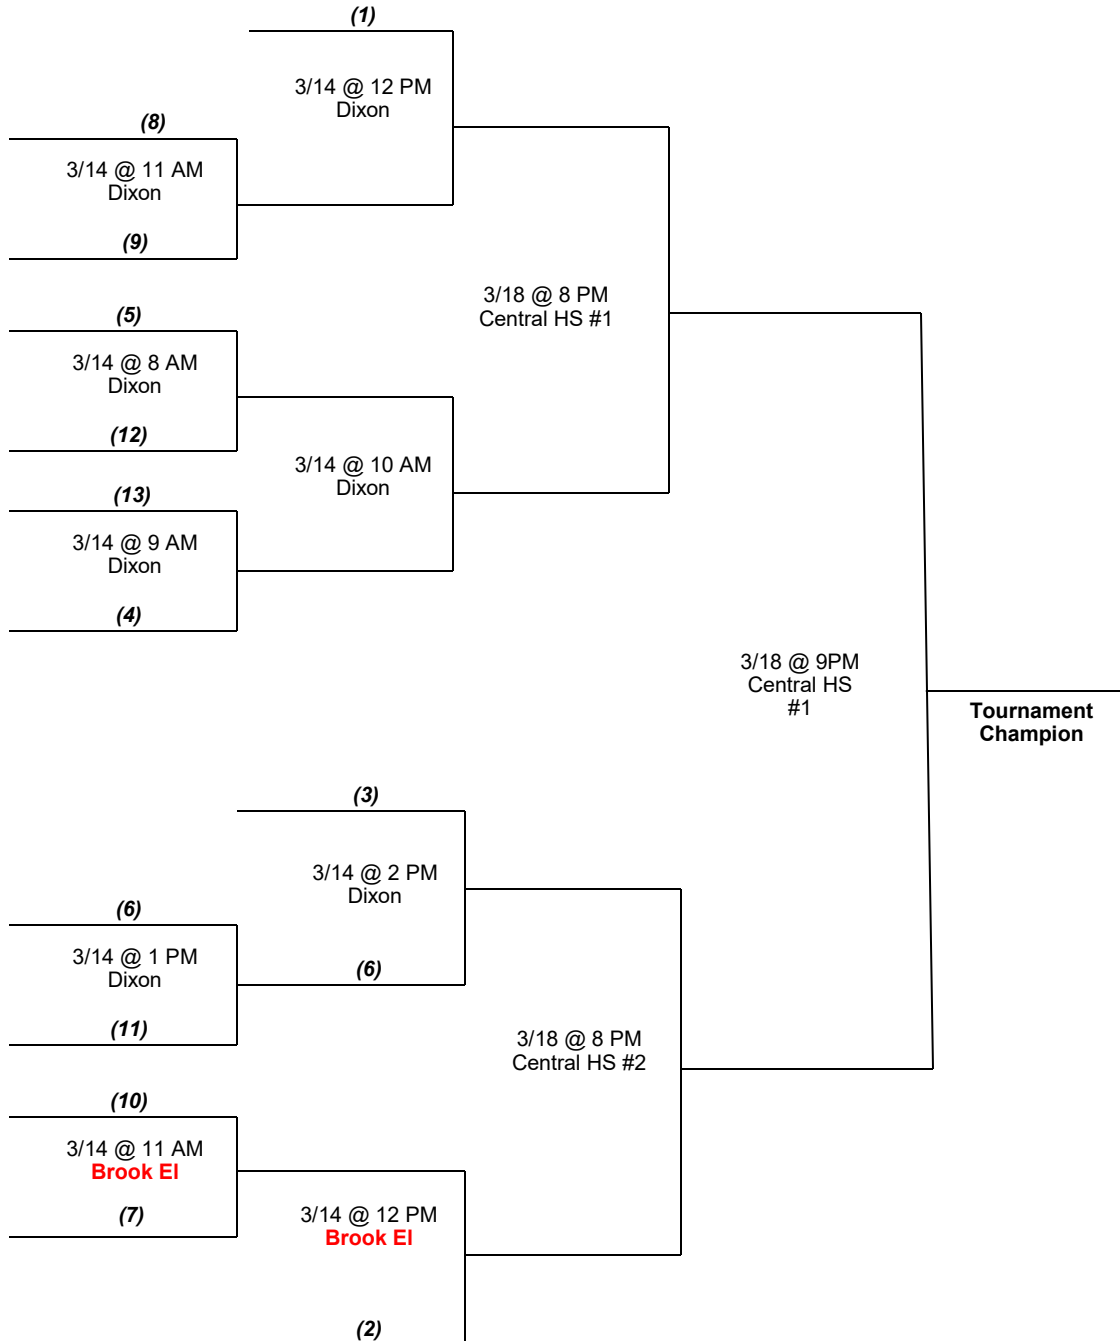 (1)
3/14 @ 12 PM
Dixon
(8)
3/14 @ 11 AM
Dixon
(9)
3/18 @ 8 PM
Central HS #1
(5)
3/14 @ 8 AM
Dixon
(12)
3/14 @ 10 AM
Dixon
(13)
3/14 @ 9 AM
Dixon
(4)
3/18 @ 9PM
Central HS
#1
Tournament
Champion
(3)
3/14 @ 2 PM
Dixon
(6)
3/14 @ 1 PM
Dixon
(6)
(11)
3/18 @ 8 PM
Central HS #2
(10)
3/14 @ 11 AM
Brook El
(7)
3/14 @ 12 PM
Brook El
(2)